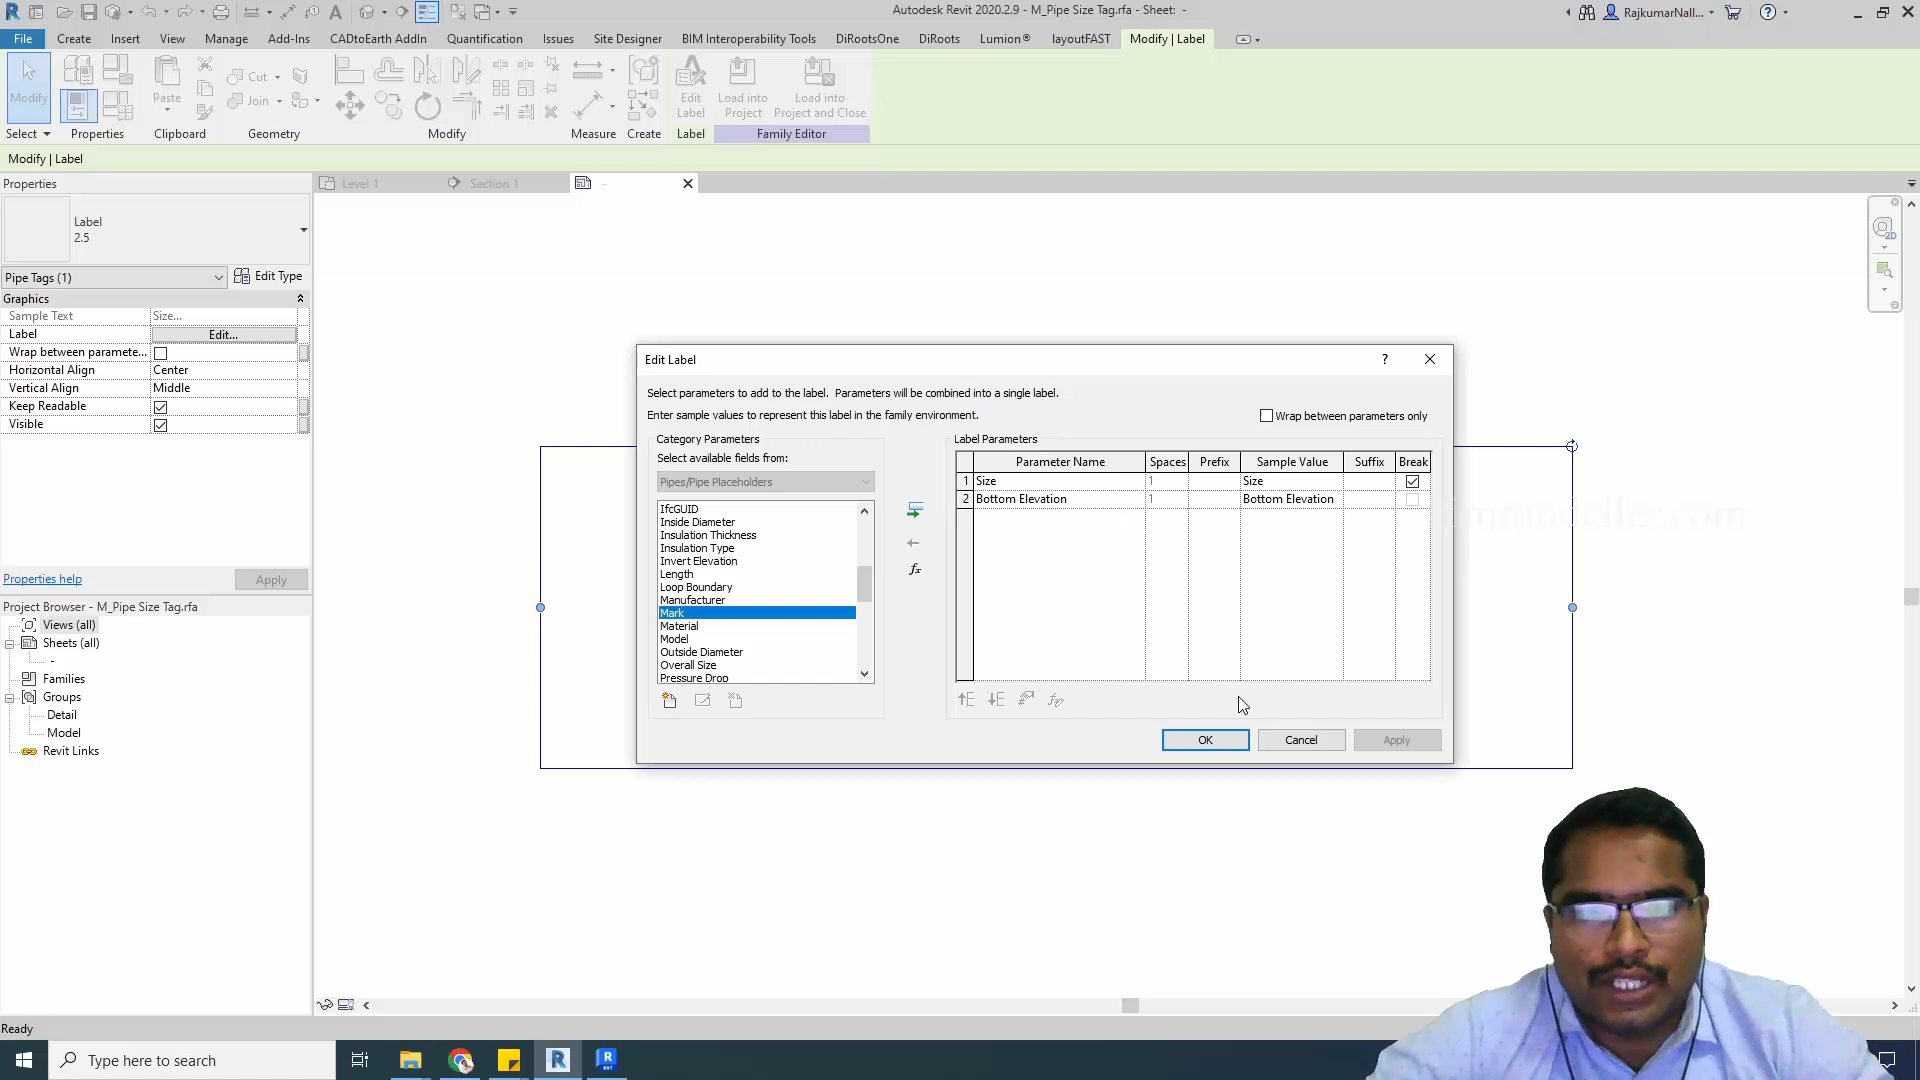 Autodesk Revit 2020.2.9 - M_Pipe Size Tag.rfa - Sheet: -
RajkumarNall...
File Create Insert View Manage Add-Ins CADtoEarth AddIn Quantification Issues Site Designer BIM Interoperability Tools DiRootsOne DiRoots Lumion® layoutFAST Modify | Label
Modify
Paste
Cut
Join
Edit Label
Load into Project
Load into Project and Close
Select Properties Clipboard Geometry Modify Measure Create Label Family Editor
Modify | Label
Properties
Level 1
Section 1
-
Label
2.5
Pipe Tags (1)
Edit Type
Graphics
Sample Text Size...
Label Edit...
Wrap between paramete...
Horizontal Align Center
Vertical Align Middle
Keep Readable
Visible
Properties help
Apply
Project Browser - M_Pipe Size Tag.rfa
Views (all)
Sheets (all)
-
Families
Groups
Detail
Model
Revit Links
Edit Label
?
Select parameters to add to the label. Parameters will be combined into a single label.
Enter sample values to represent this label in the family environment.
Wrap between parameters only
Category Parameters
Select available fields from:
Pipes/Pipe Placeholders
IfcGUID
Inside Diameter
Insulation Thickness
Insulation Type
Invert Elevation
Length
Loop Boundary
Manufacturer
Mark
Material
Model
Outside Diameter
Overall Size
Pressure Drop
fx
Label Parameters
Parameter Name Spaces Prefix Sample Value Suffix Break
1 Size 1 Size
2 Bottom Elevation 1 Bottom Elevation
OK
Cancel
Apply
2D
Ready
Type here to search